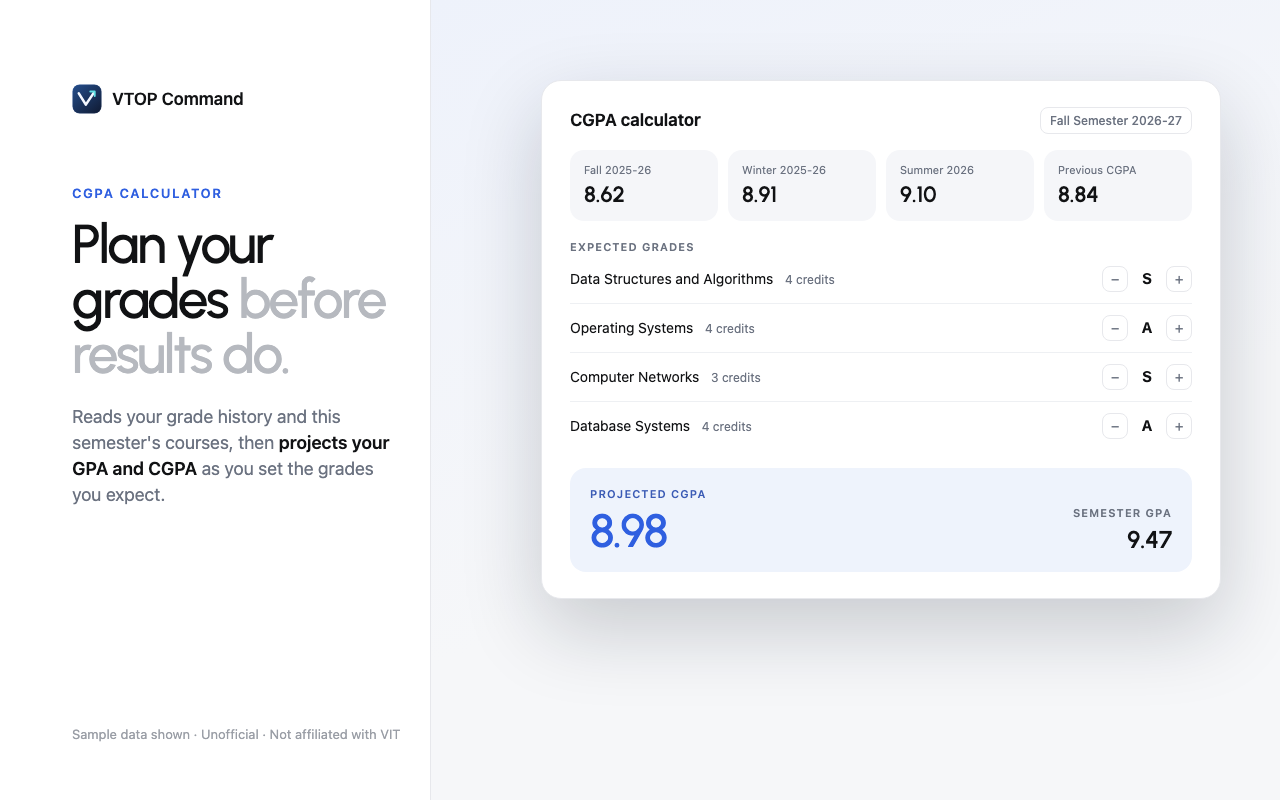 VTOP Command
CGPA CALCULATOR
Plan your
grades before
results do.
Reads your grade history and this
semester's courses, then projects your
GPA and CGPA as you set the grades
you expect.
Sample data shown · Unofficial · Not affiliated with VIT
CGPA calculator
Fall Semester 2026-27
Fall 2025-26
8.62
Winter 2025-26
8.91
Summer 2026
9.10
Previous CGPA
8.84
EXPECTED GRADES
Data Structures and Algorithms 4 credits − S +
Operating Systems 4 credits − A +
Computer Networks 3 credits − S +
Database Systems 4 credits − A +
PROJECTED CGPA
8.98
SEMESTER GPA
9.47